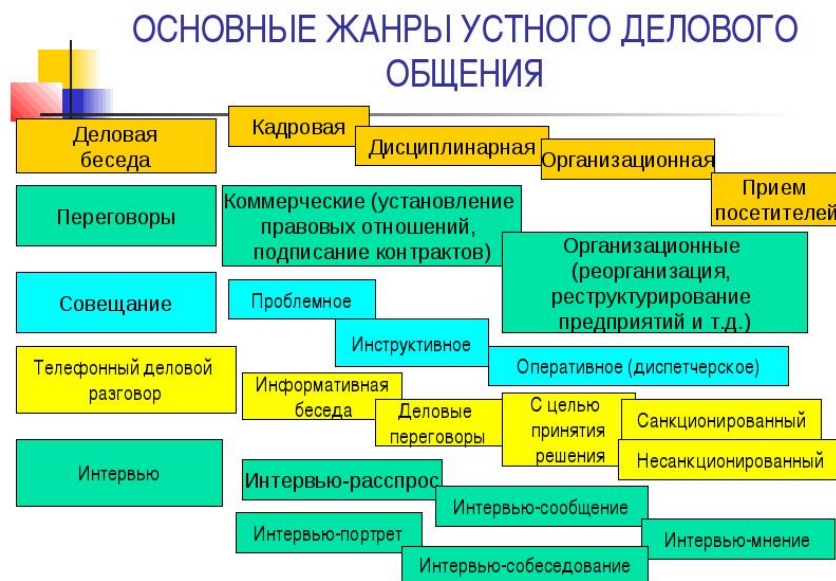 ОСНОВНЫЕ ЖАНРЫ УСТНОГО ДЕЛОВОГО
ОБЩЕНИЯ
Деловая
беседа
Кадровая
Дисциплинарная
Организационная
Прием
посетителей
Переговоры
Коммерческие (установление
правовых отношений,
подписание контрактов)
Организационные
(реорганизация,
реструктурирование
предприятий и т.д.)
Совещание
Проблемное
Инструктивное
Оперативное (диспетчерское)
Телефонный деловой
разговор
Информативная
беседа
Деловые
переговоры
С целью
принятия
решения
Санкционированный
Несанкционированный
Интервью
Интервью-расспрос
Интервью-сообщение
Интервью-портрет
Интервью-мнение
Интервью-собеседование